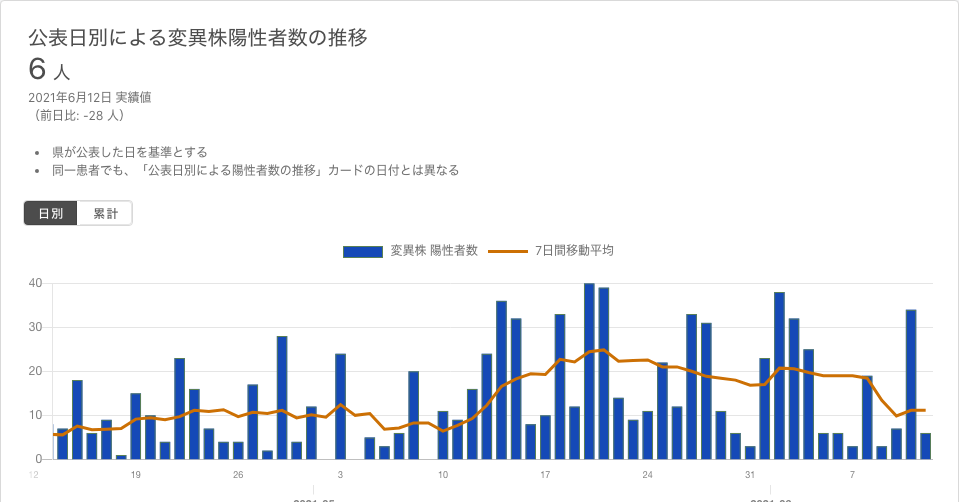 公表日別による変異株陽性者数の推移
6 人
2021年6月12日 実績値
（前日比: -28 人）
• 県が公表した日を基準とする
• 同一患者でも、「公表日別による陽性者数の推移」カードの日付とは異なる
日別 累計
変異株 陽性者数 7日間移動平均
40
30
20
10
0
12 19 26 3 10 17 24 31 7